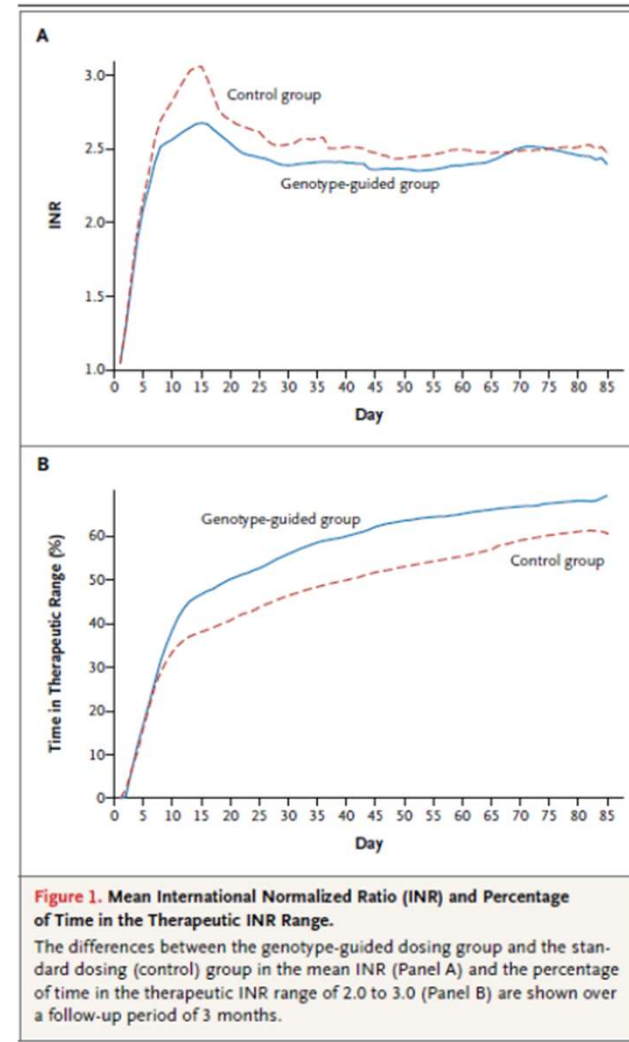 A
3.0
2.5
2.0
1.5
1.0
INR
Control group
Genotype-guided group
0 5 10 15 20 25 30 35 40 45 50 55 60 65 70 75 80 85
Day
B
60
50
40
30
20
10
0
Time in Therapeutic Range (%)
Genotype-guided group
Control group
0 5 10 15 20 25 30 35 40 45 50 55 60 65 70 75 80 85
Day
Figure 1. Mean International Normalized Ratio (INR) and Percentage
of Time in the Therapeutic INR Range.
The differences between the genotype-guided dosing group and the stan-
dard dosing (control) group in the mean INR (Panel A) and the percentage
of time in the therapeutic INR range of 2.0 to 3.0 (Panel B) are shown over
a follow-up period of 3 months.